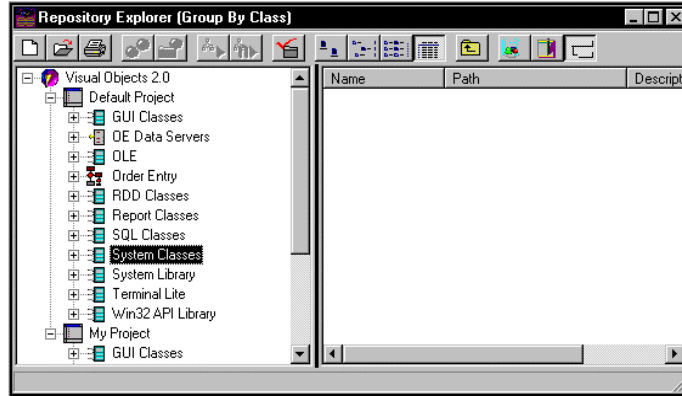 Repository Explorer (Group By Class)
Visual Objects 2.0
Default Project
GUI Classes
OE Data Servers
OLE
Order Entry
RDD Classes
Report Classes
SQL Classes
System Classes
System Library
Terminal Lite
Win32 API Library
My Project
GUI Classes
Name Path Descript